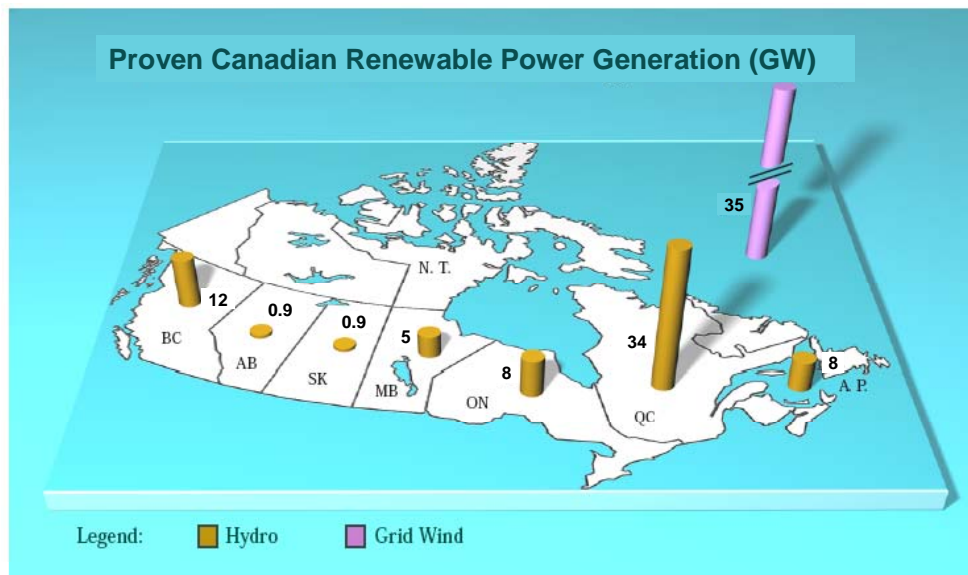 Proven Canadian Renewable Power Generation (GW)
35
N. T.
12
0.9
0.9
BC
5
AB
34
8
SK
8
MB
A P.
ON
QC
Legend:
Hydro
Grid Wind